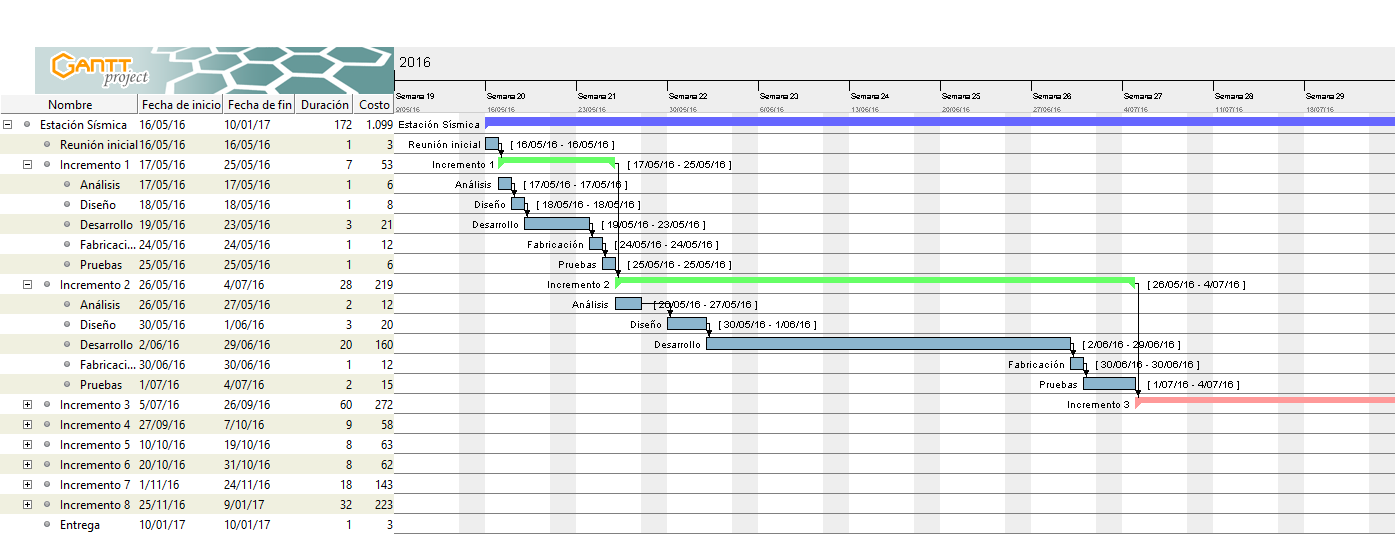 GANTT
project
2016
Semana 19 Semana 20 Semana 21 Semana 22 Semana 23 Semana 24 Semana 25 Semana 26 Semana 27 Semana 28 Semana 29
9/05/16 16/05/16 23/05/16 30/05/16 6/06/16 13/06/16 20/06/16 27/06/16 4/07/16 11/07/16 18/07/16
Nombre Fecha de inicio Fecha de fin Duración Costo
Estación Sísmica 16/05/16 10/01/17 172 1.099 Estación Sísmica
Reunión inicial 16/05/16 16/05/16 1 3 Reunión inicial [ 16/05/16 - 16/05/16 ]
Incremento 1 17/05/16 25/05/16 7 53 Incremento 1 [ 17/05/16 - 25/05/16 ]
Análisis 17/05/16 17/05/16 1 6 Análisis [ 17/05/16 - 17/05/16 ]
Diseño 18/05/16 18/05/16 1 8 Diseño [ 18/05/16 - 18/05/16 ]
Desarrollo 19/05/16 23/05/16 3 21 Desarrollo [ 19/05/16 - 23/05/16 ]
Fabricaci... 24/05/16 24/05/16 1 12 Fabricación [ 24/05/16 - 24/05/16 ]
Pruebas 25/05/16 25/05/16 1 6 Pruebas [ 25/05/16 - 25/05/16 ]
Incremento 2 26/05/16 4/07/16 28 219 Incremento 2 [ 26/05/16 - 4/07/16 ]
Análisis 26/05/16 27/05/16 2 12 Análisis [ 26/05/16 - 27/05/16 ]
Diseño 30/05/16 1/06/16 3 20 Diseño [ 30/05/16 - 1/06/16 ]
Desarrollo 2/06/16 29/06/16 20 160 Desarrollo [ 2/06/16 - 29/06/16 ]
Fabricaci... 30/06/16 30/06/16 1 12 Fabricación [ 30/06/16 - 30/06/16 ]
Pruebas 1/07/16 4/07/16 2 15 Pruebas [ 1/07/16 - 4/07/16 ]
Incremento 3 5/07/16 26/09/16 60 272 Incremento 3
Incremento 4 27/09/16 7/10/16 9 58
Incremento 5 10/10/16 19/10/16 8 63
Incremento 6 20/10/16 31/10/16 8 62
Incremento 7 1/11/16 24/11/16 18 143
Incremento 8 25/11/16 9/01/17 32 223
Entrega 10/01/17 10/01/17 1 3